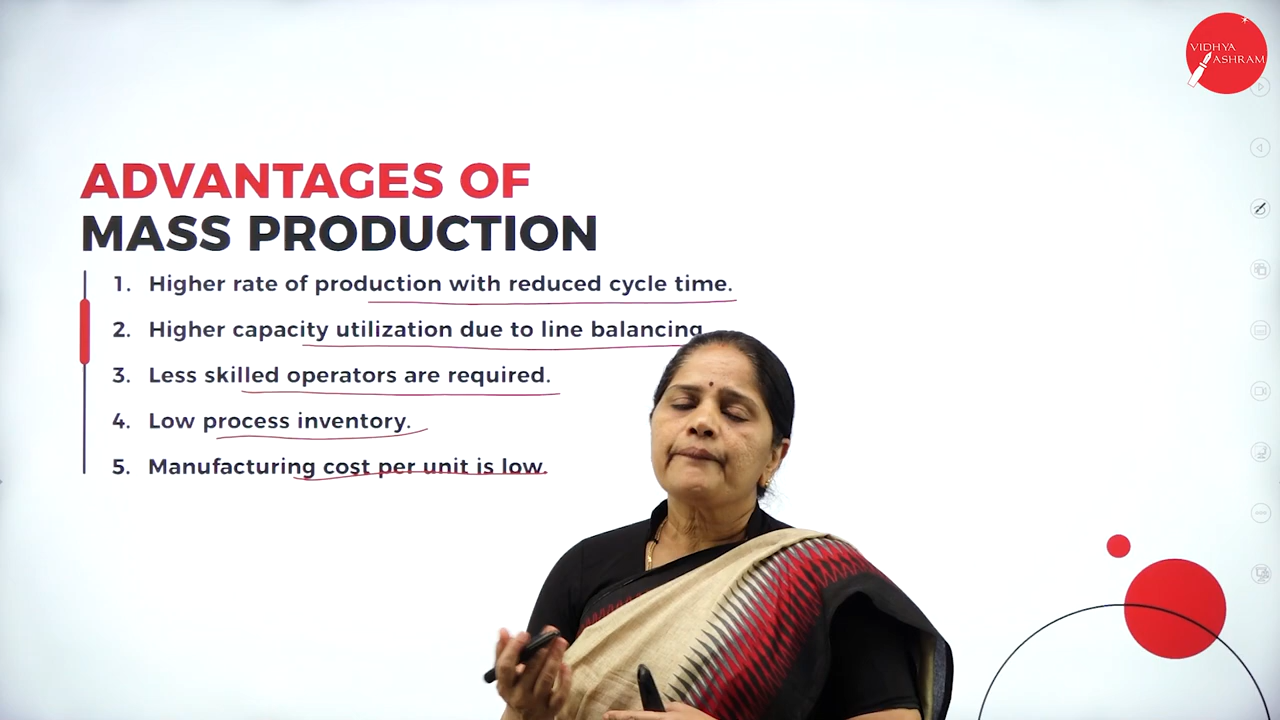 VIDHYA
ASHRAM
ADVANTAGES OF
MASS PRODUCTION
1. Higher rate of production with reduced cycle time.
2. Higher capacity utilization due to line balancing
3. Less skilled operators are required.
4. Low process inventory.
5. Manufacturing cost per unit is low.